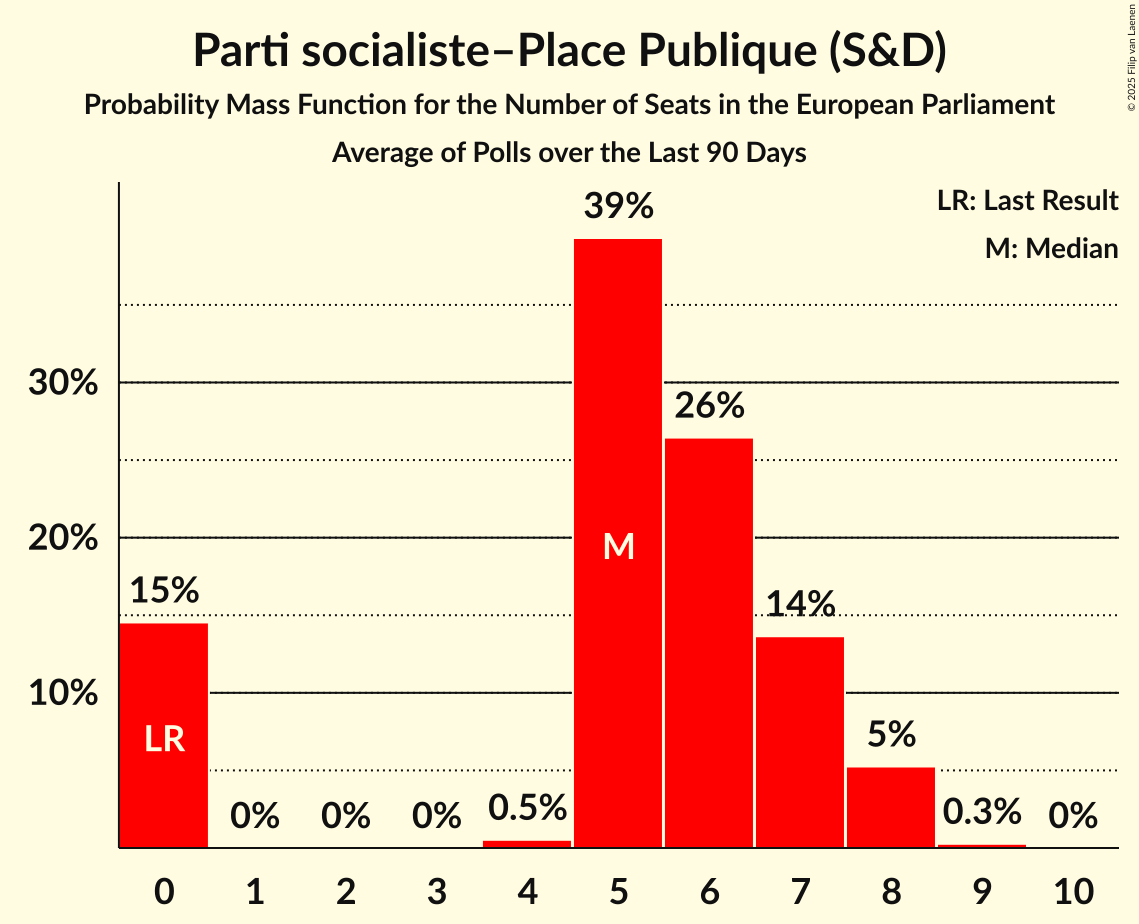 Parti socialiste–Place Publique (S&D)
Probability Mass Function for the Number of Seats in the European Parliament
Average of Polls over the Last 90 Days
© 2025 Filip van Laenen
LR: Last Result
M: Median
39%
30%
26%
20%
M
15%
14%
10%
LR
5%
0% 0% 0% 0.5% 0.3% 0%
0 1 2 3 4 5 6 7 8 9 10